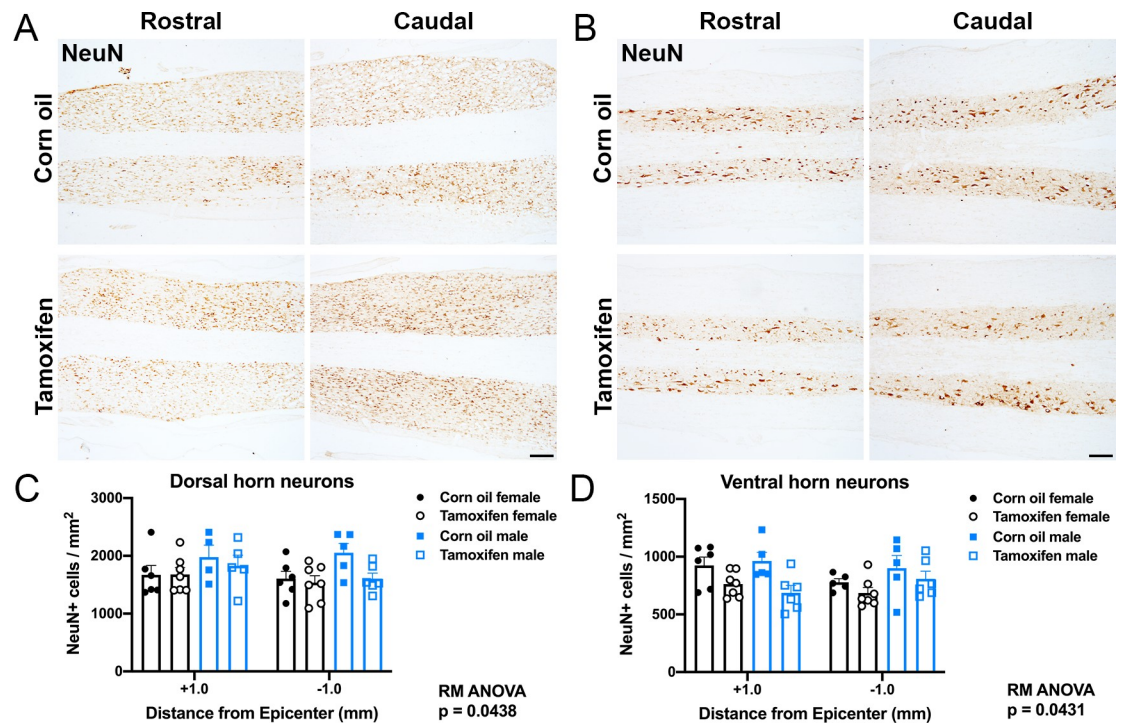 A
Rostral
Caudal
B
Rostral
Caudal
NeuN
NeuN
Corn oil
Corn oil
Tamoxifen
Tamoxifen
C
Dorsal horn neurons
3000
2000
1000
0
NeuN+ cells / mm2
+1.0
-1.0
Distance from Epicenter (mm)
Corn oil female
Tamoxifen female
Corn oil male
Tamoxifen male
RM ANOVA
p = 0.0438
D
Ventral horn neurons
1500
1000
500
0
NeuN+ cells / mm2
+1.0
-1.0
Distance from Epicenter (mm)
Corn oil female
Tamoxifen female
Corn oil male
Tamoxifen male
RM ANOVA
p = 0.0431